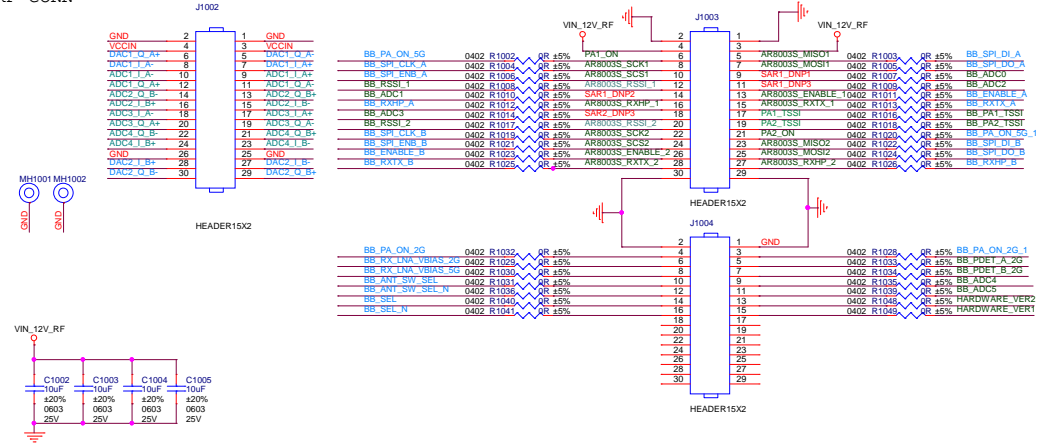 J1002
GND 2 1 GND
VCCIN 4 3 VCCIN
DAC1_Q_A+ 6 5 DAC1_Q_A-
DAC1_I_A- 8 7 DAC1_I_A+
ADC1_I_A- 10 9 ADC1_I_A+
ADC1_Q_A+ 12 11 ADC1_Q_A-
ADC2_Q_B+ 14 13 ADC2_Q_B-
ADC2_I_B+ 16 15 ADC2_I_B-
ADC3_I_A- 18 17 ADC3_I_A+
ADC3_Q_A+ 20 19 ADC3_Q_A-
ADC4_Q_B- 22 21 ADC4_Q_B+
ADC4_I_B+ 24 23 ADC4_I_B-
GND 26 25 GND
DAC2_I_B+ 28 27 DAC2_I_B-
DAC2_Q_B- 30 29 DAC2_Q_B+
HEADER15X2
MH1001 MH1002
GND GND
J1003
VIN_12V_RF VIN_12V_RF
2 1
4 3
BB_PA_ON_5G 0402 R1002 0R ±5% PA1_ON 6 5 AR8003S_MISO1 0402 R1003 0R ±5% BB_SPI_DI_A
BB_SPI_CLK_A 0402 R1004 0R ±5% AR8003S_SCK1 8 7 AR8003S_MOSI1 0402 R1005 0R ±5% BB_SPI_DO_A
BB_SPI_ENB_A 0402 R1006 0R ±5% AR8003S_SCS1 10 9 SAR1_DNP1 0402 R1007 0R ±5% BB_ADC0
BB_RSSI_1 0402 R1008 0R ±5% AR8003S_RSSI_1 12 11 SAR1_DNP3 0402 R1009 0R ±5% BB_ADC2
BB_ADC1 0402 R1010 0R ±5% SAR1_DNP2 14 13 AR8003S_ENABLE_1 0402 R1011 0R ±5% BB_ENABLE_A
BB_RXHP_A 0402 R1012 0R ±5% AR8003S_RXHP_1 16 15 AR8003S_RXTX_1 0402 R1013 0R ±5% BB_RXTX_A
BB_ADC3 0402 R1014 0R ±5% SAR2_DNP3 18 17 PA1_TSSI 0402 R1016 0R ±5% BB_PA1_TSSI
BB_RSSI_2 0402 R1017 0R ±5% AR8003S_RSSI_2 20 19 PA2_TSSI 0402 R1018 0R ±5% BB_PA2_TSSI
BB_SPI_CLK_B 0402 R1019 0R ±5% AR8003S_SCK2 22 21 PA2_ON 0402 R1020 0R ±5% BB_PA_ON_5G_1
BB_SPI_ENB_B 0402 R1021 0R ±5% AR8003S_SCS2 24 23 AR8003S_MISO2 0402 R1022 0R ±5% BB_SPI_DI_B
BB_ENABLE_B 0402 R1023 0R ±5% AR8003S_ENABLE_2 26 25 AR8003S_MOSI2 0402 R1024 0R ±5% BB_SPI_DO_B
BB_RXTX_B 0402 R1025 0R ±5% AR8003S_RXTX_2 28 27 AR8003S_RXHP_2 0402 R1026 0R ±5% BB_RXHP_B
30 29
HEADER15X2
J1004
2 1 GND
BB_PA_ON_2G 0402 R1032 0R ±5% 4 3 0402 R1028 0R ±5% BB_PA_ON_2G_1
BB_RX_LNA_VBIAS_2G 0402 R1029 0R ±5% 6 5 0402 R1033 0R ±5% BB_PDET_A_2G
BB_RX_LNA_VBIAS_5G 0402 R1030 0R ±5% 8 7 0402 R1034 0R ±5% BB_PDET_B_2G
BB_ANT_SW_SEL 0402 R1031 0R ±5% 10 9 0402 R1035 0R ±5% BB_ADC4
BB_ANT_SW_SEL_N 0402 R1036 0R ±5% 12 11 0402 R1039 0R ±5% BB_ADC5
BB_SEL 0402 R1040 0R ±5% 14 13 0402 R1048 0R ±5% HARDWARE_VER2
BB_SEL_N 0402 R1041 0R ±5% 16 15 0402 R1049 0R ±5% HARDWARE_VER1
18 17
20 19
22 21
24 23
26 25
28 27
30 29
HEADER15X2
VIN_12V_RF
C1002 C1003 C1004 C1005
10uF 10uF 10uF 10uF
±20% ±20% ±20% ±20%
0603 0603 0603 0603
25V 25V 25V 25V